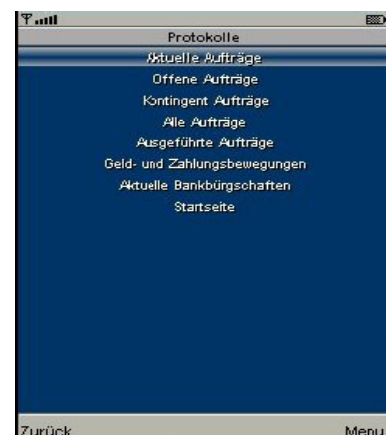 Protokolle
Aktuelle Aufträge
Offene Aufträge
Kontingent Aufträge
Alle Aufträge
Ausgeführte Aufträge
Geld- und Zahlungsbewegungen
Aktuelle Bankbürgschaften
Startseite
Zurück Menu